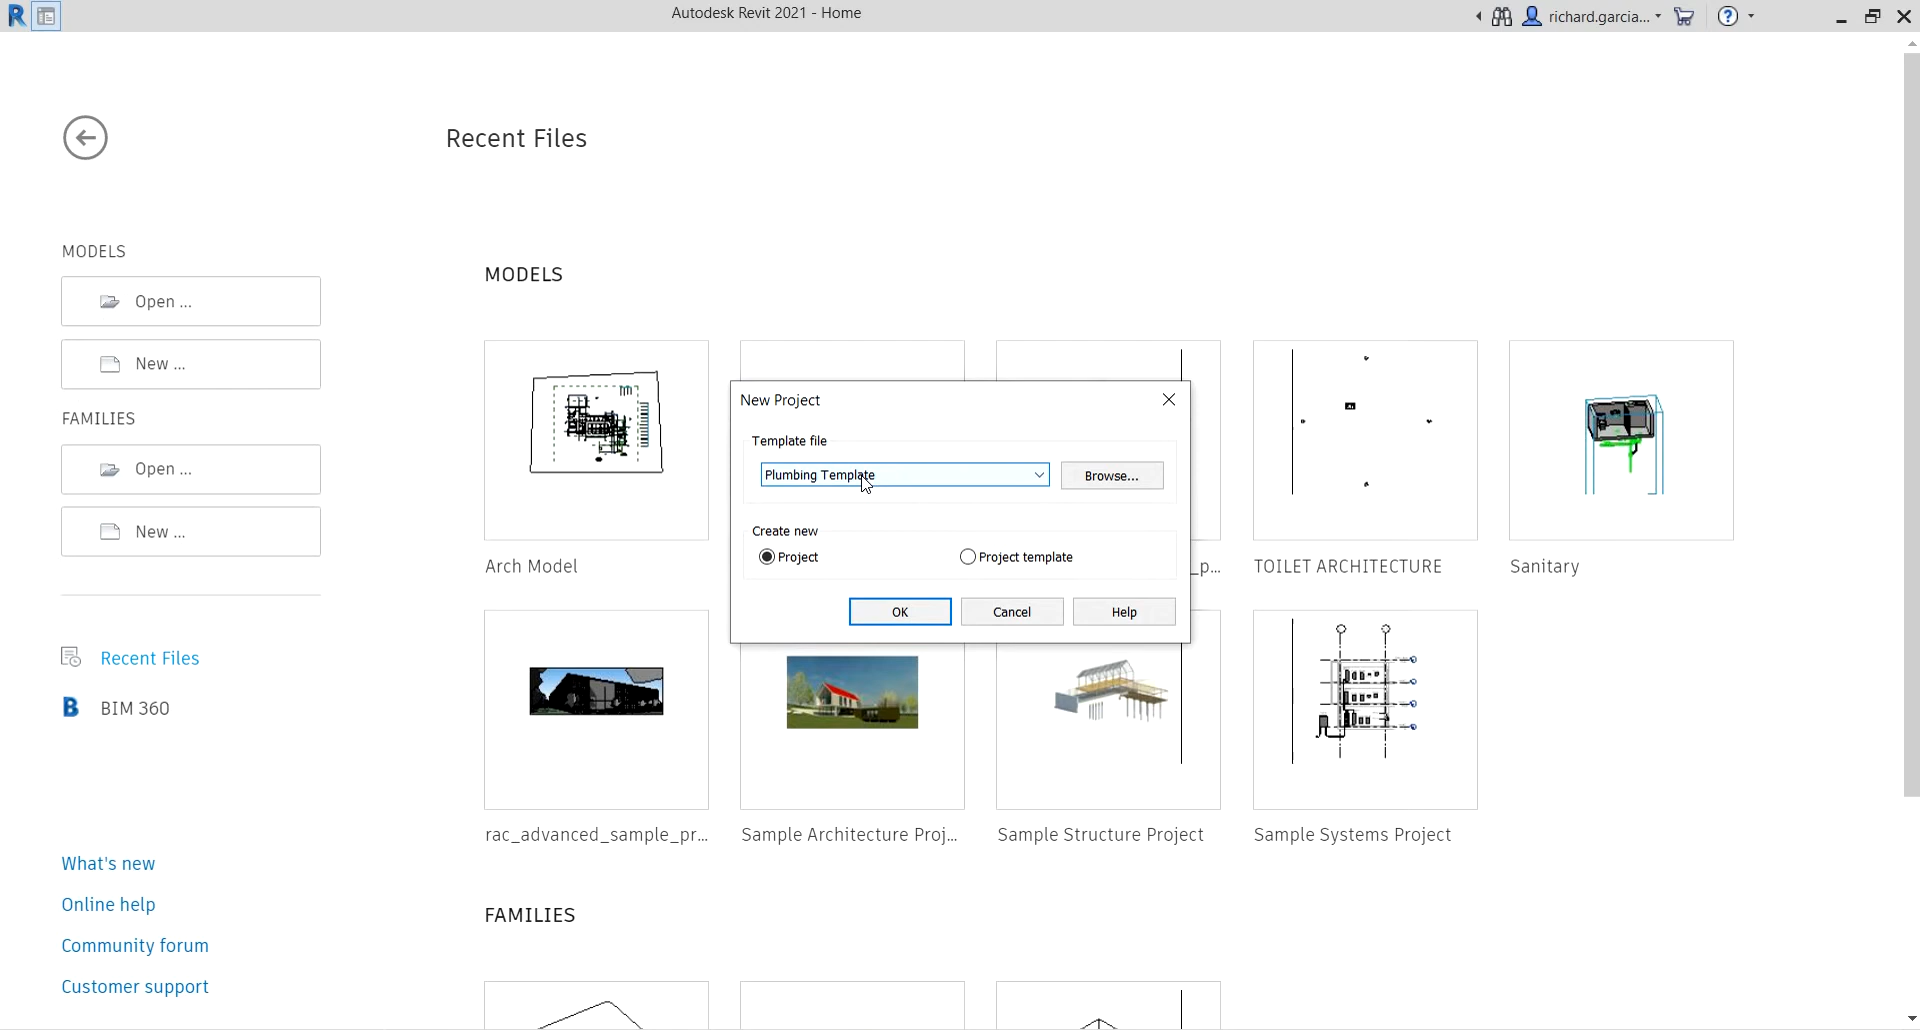 Autodesk Revit 2021 - Home
richard.garcia...
Recent Files
MODELS
Open ...
New ...
FAMILIES
Open ...
New ...
Recent Files
BIM 360
What's new
Online help
Community forum
Customer support
MODELS
Arch Model
_p...
TOILET ARCHITECTURE
Sanitary
rac_advanced_sample_pr...
Sample Architecture Proj...
Sample Structure Project
Sample Systems Project
FAMILIES
New Project
Template file
Plumbing Template
Browse...
Create new
Project
Project template
OK
Cancel
Help